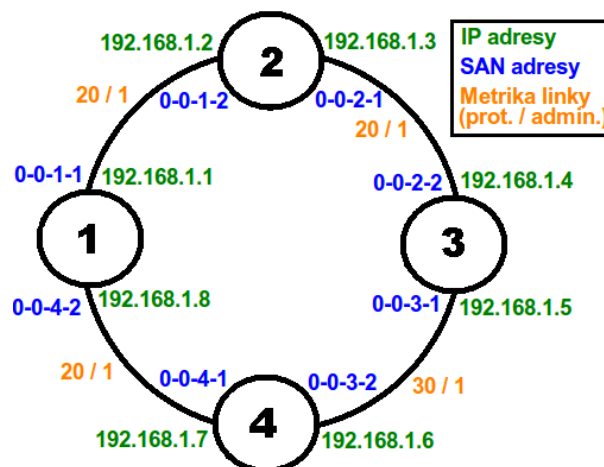 192.168.1.2
2
192.168.1.3
IP adresy
SAN adresy
Metrika linky
(prot. / admin.)
20 / 1
0-0-1-2
0-0-2-1
20 / 1
0-0-1-1
192.168.1.1
0-0-2-2
192.168.1.4
1
3
0-0-4-2
192.168.1.8
0-0-3-1
192.168.1.5
20 / 1
0-0-4-1
0-0-3-2
30 / 1
4
192.168.1.7
192.168.1.6